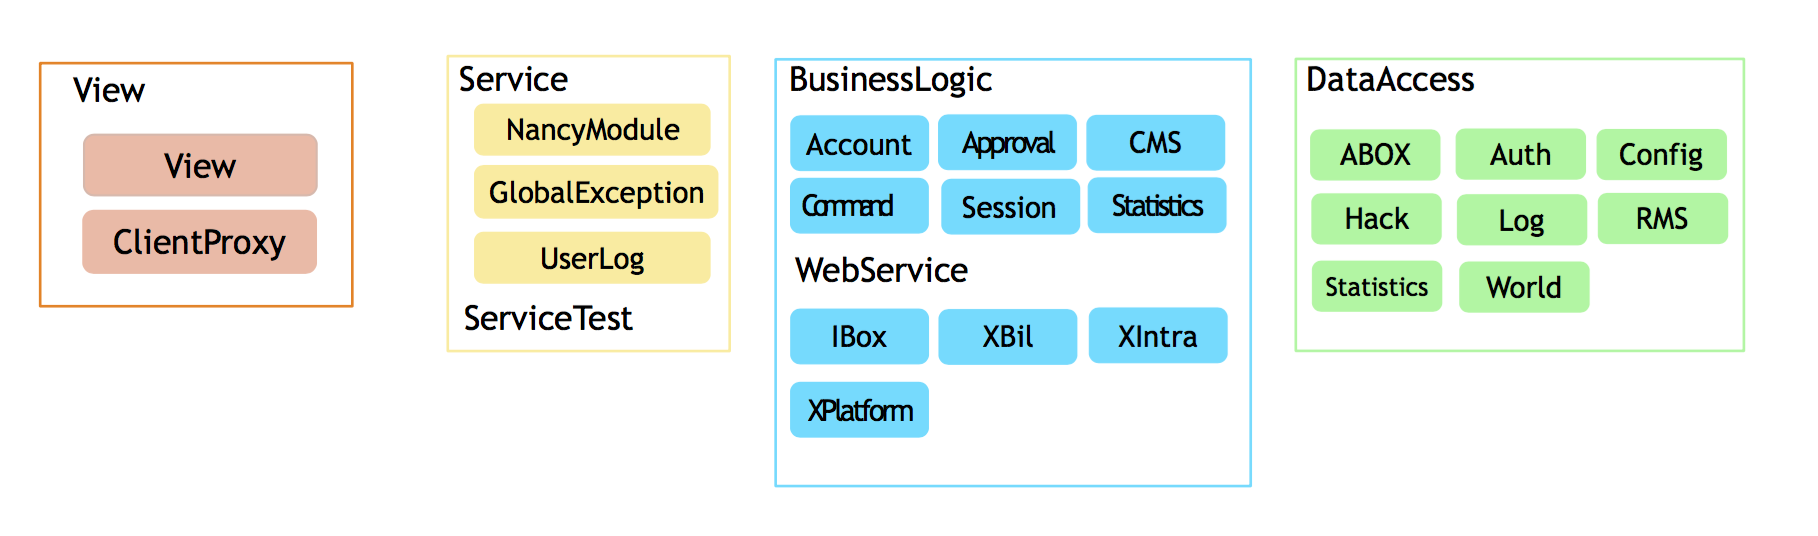 View
View
ClientProxy
Service
NancyModule
GlobalException
UserLog
ServiceTest
BusinessLogic
Account Approval CMS
Command Session Statistics
WebService
IBox XBil XIntra
XPlatform
DataAccess
ABOX Auth Config
Hack Log RMS
Statistics World